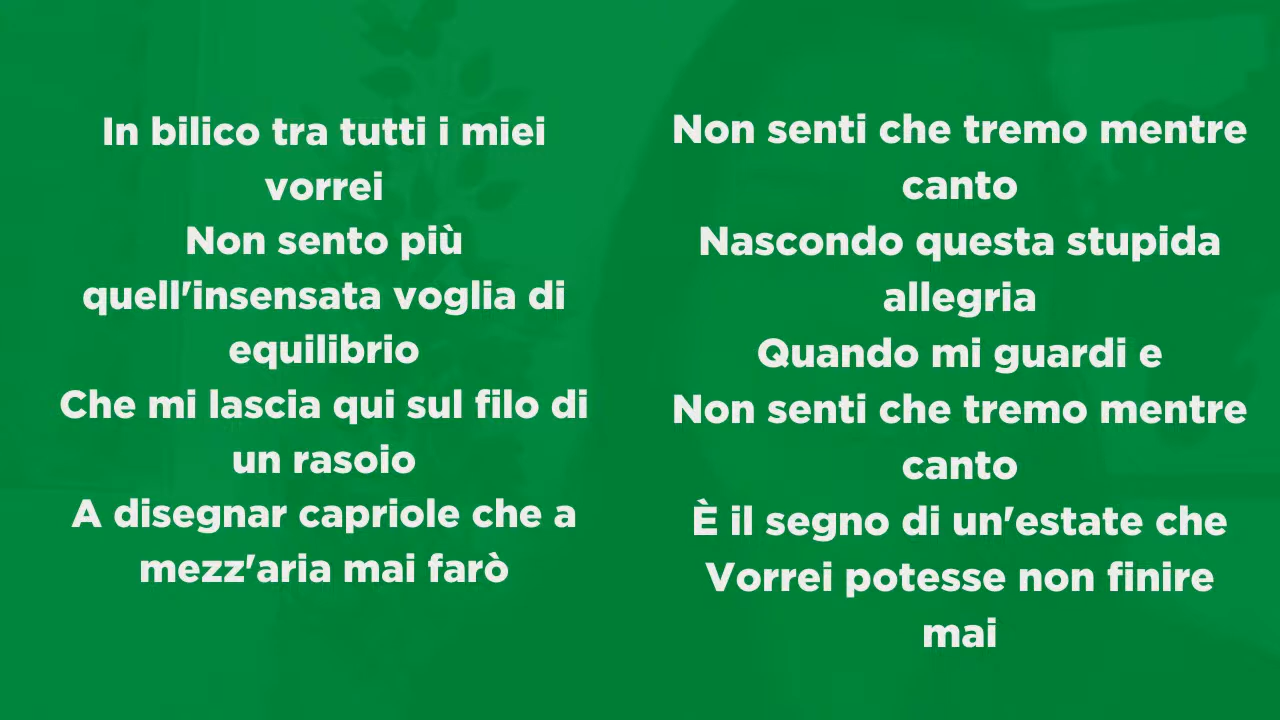 In bilico tra tutti i miei
vorrei
Non sento più
quell'insensata voglia di
equilibrio
Che mi lascia qui sul filo di
un rasoio
A disegnar capriole che a
mezz'aria mai farò
Non senti che tremo mentre
canto
Nascondo questa stupida
allegria
Quando mi guardi e
Non senti che tremo mentre
canto
È il segno di un'estate che
Vorrei potesse non finire
mai